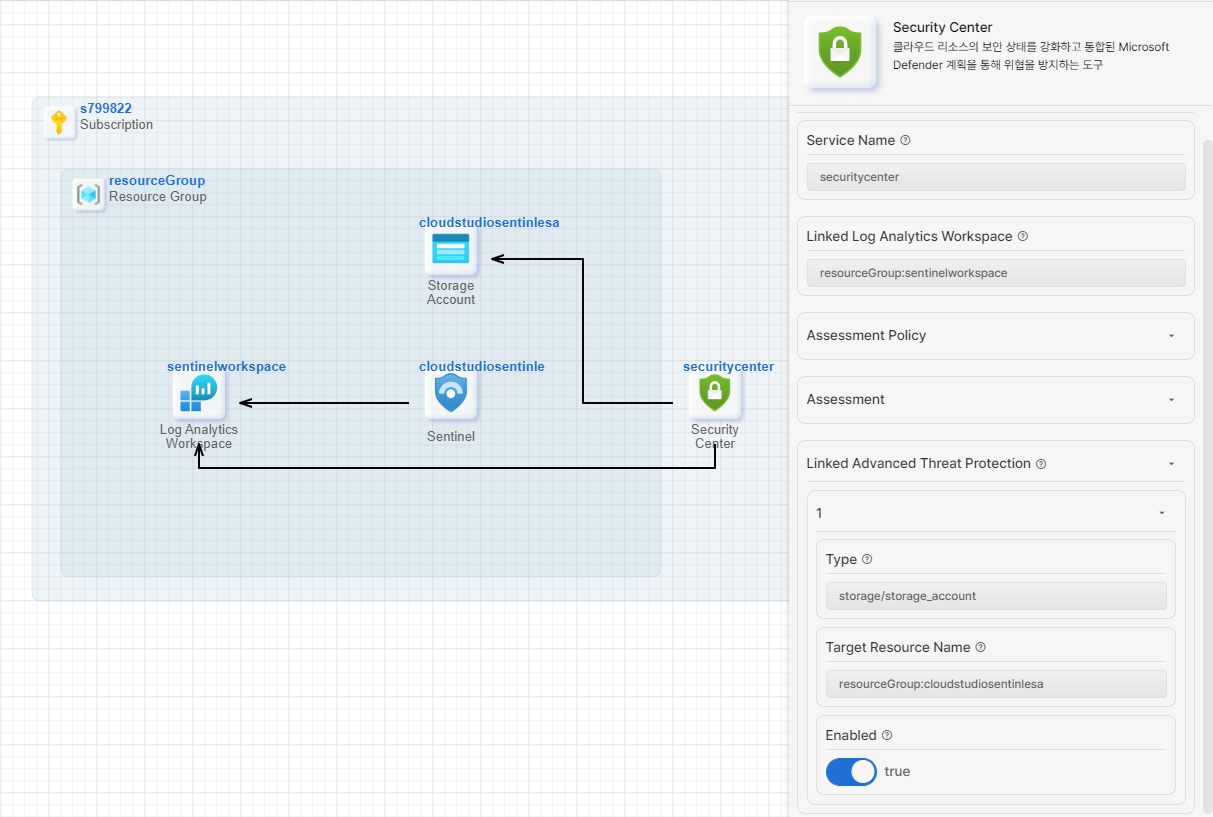 s799822
Subscription
resourceGroup
Resource Group
cloudstudiosentinlesa
Storage
Account
sentinelworkspace
Log Analytics
Workspace
cloudstudiosentinle
Sentinel
securitycenter
Security
Center
Security Center
클라우드 리소스의 보안 상태를 강화하고 통합된 Microsoft
Defender 계획을 통해 위협을 방지하는 도구
Service Name
securitycenter
Linked Log Analytics Workspace
resourceGroup:sentinelworkspace
Assessment Policy
Assessment
Linked Advanced Threat Protection
1
Type
storage/storage_account
Target Resource Name
resourceGroup:cloudstudiosentinlesa
Enabled
true